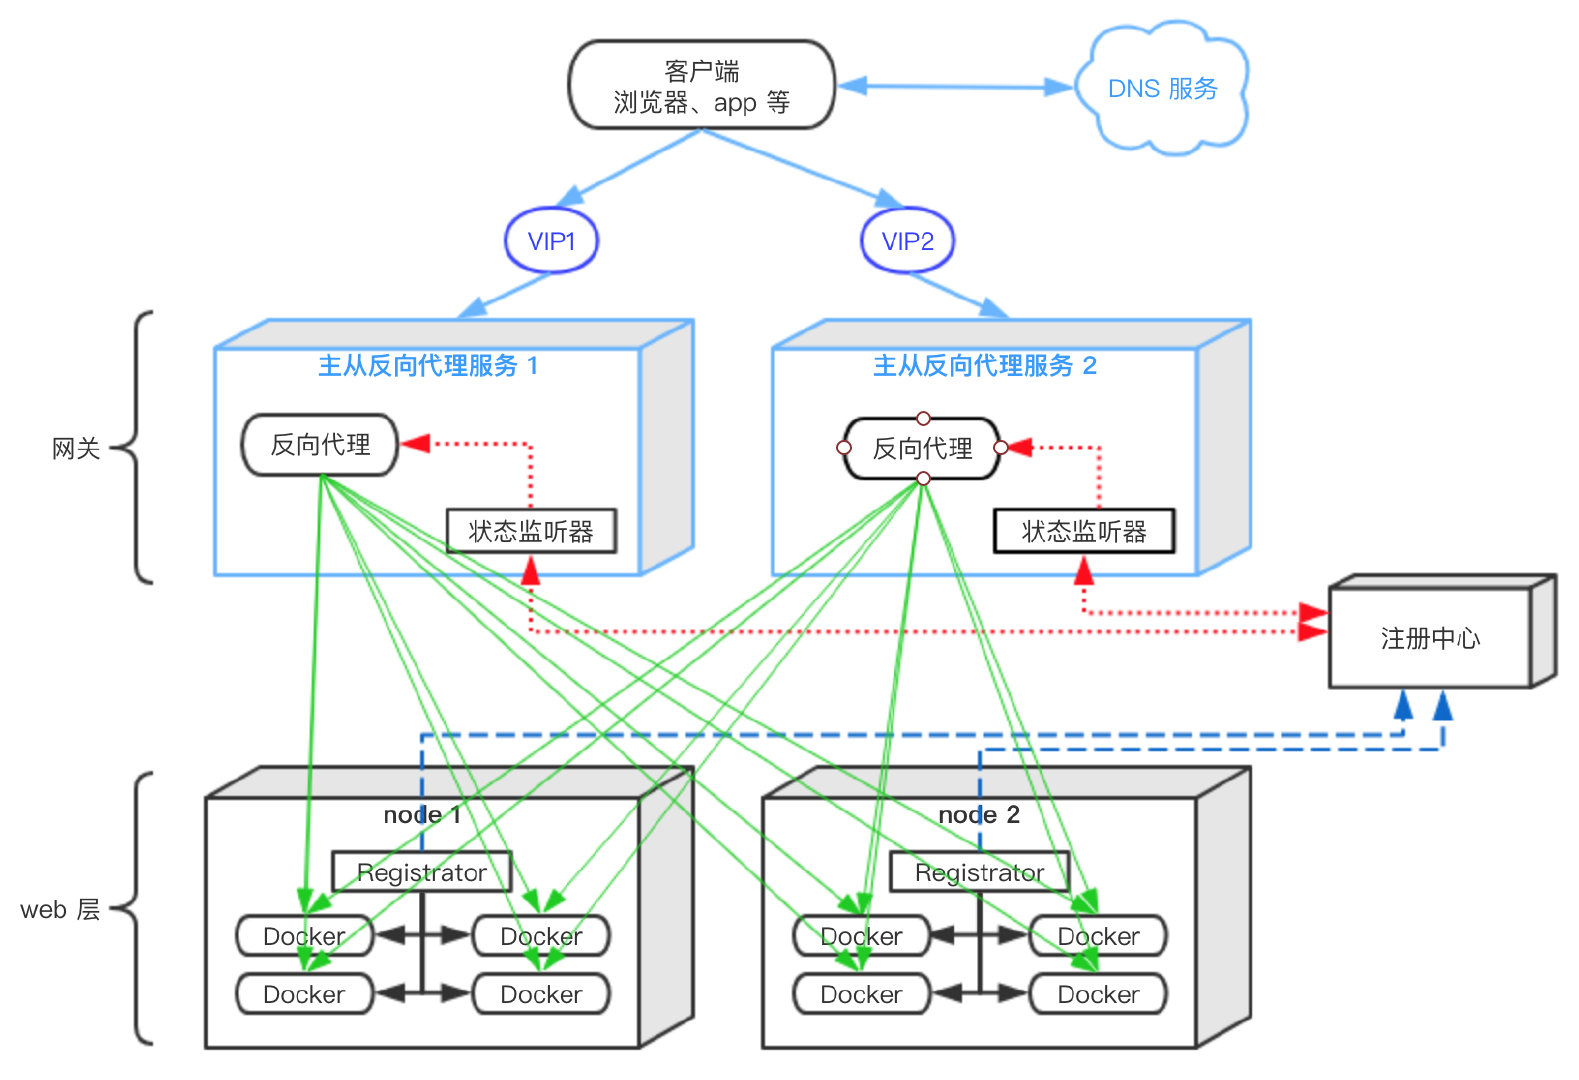 客户端
浏览器、app 等
DNS 服务
VIP1
VIP2
主从反向代理服务 1
主从反向代理服务 2
网关
反向代理
反向代理
状态监听器
状态监听器
注册中心
node 1
node 2
Registrator
Registrator
web 层
Docker
Docker
Docker
Docker
Docker
Docker
Docker
Docker